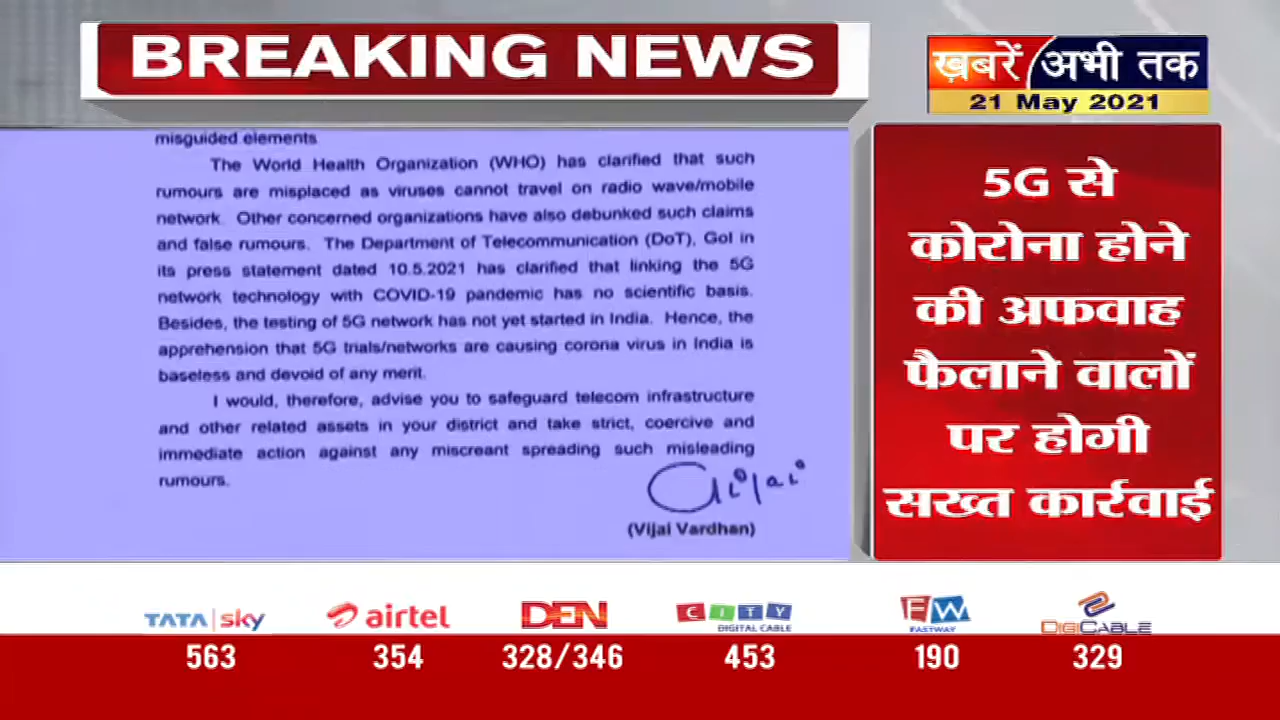 BREAKING NEWS
ख़बरें अभी तक
21 May 2021
misguided elements
The World Health Organization (WHO) has clarified that such
rumours are misplaced as viruses cannot travel on radio wave/mobile
network. Other concerned organizations have also debunked such claims
and false rumours. The Department of Telecommunication (DoT), GoI in
its press statement dated 10.5.2021 has clarified that linking the 5G
network technology with COVID-19 pandemic has no scientific basis.
Besides, the testing of 5G network has not yet started in India. Hence, the
apprehension that 5G trials/networks are causing corona virus in India is
baseless and devoid of any merit.
I would, therefore, advise you to safeguard telecom infrastructure
and other related assets in your district and take strict, coercive and
immediate action against any miscreant spreading such misleading
rumours.
(Vijai Vardhan)
5G से
कोरोना होने
की अफवाह
फैलाने वालों
पर होगी
सख्त कार्रवाई
TATA sky
airtel
DEN
CITY
DIGITAL CABLE
FW
FASTWAY
DIGICABLE
563
354
328/346
453
190
329